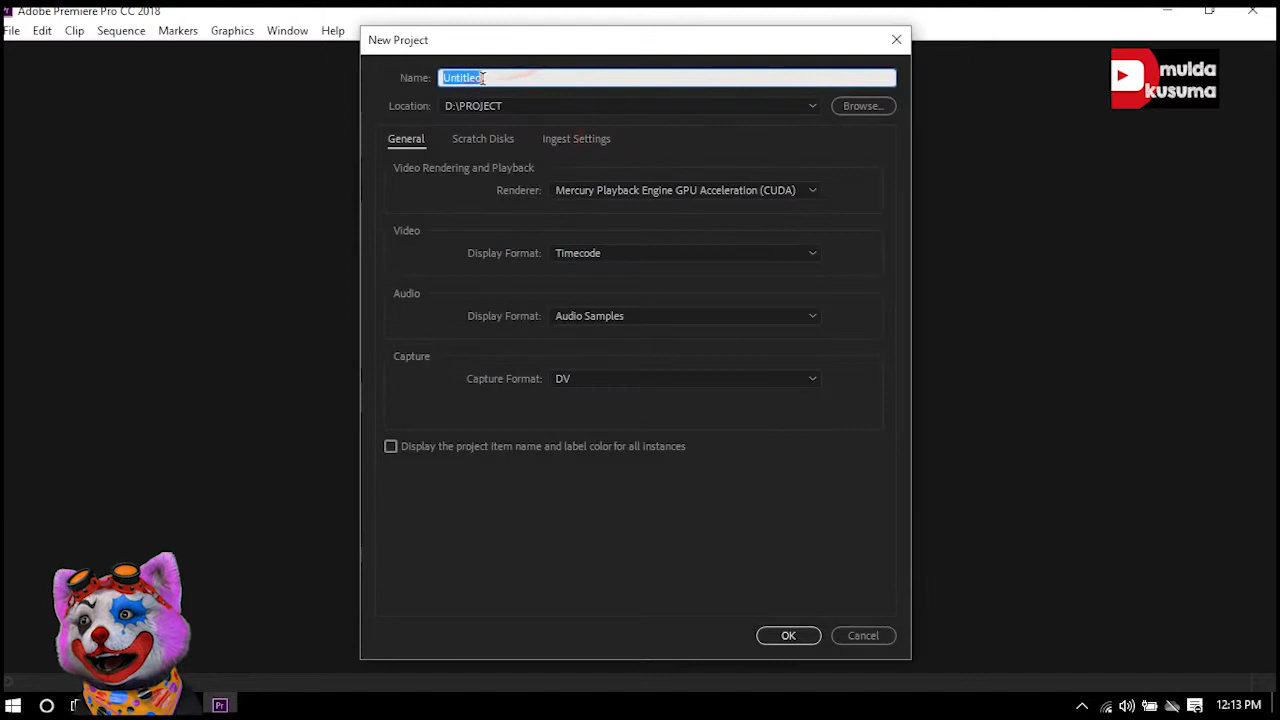 Adobe Premiere Pro CC 2018
File Edit Clip Sequence Markers Graphics Window Help
New Project
mulda
kusuma
Name: Untitled
Location: D:\PROJECT Browse...
General Scratch Disks Ingest Settings
Video Rendering and Playback
Renderer: Mercury Playback Engine GPU Acceleration (CUDA)
Video
Display Format: Timecode
Audio
Display Format: Audio Samples
Capture
Capture Format: DV
Display the project item name and label color for all instances
OK Cancel
Pr 12:13 PM